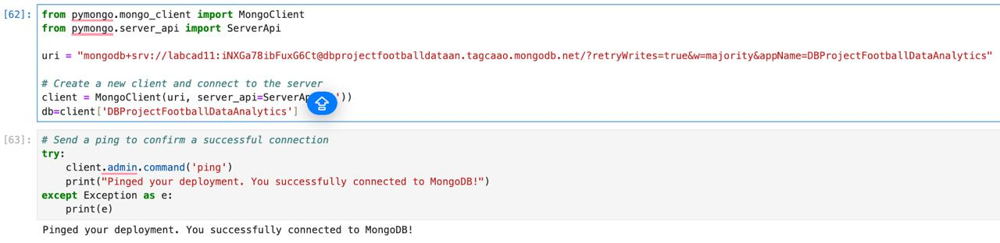 [62]: from pymongo.mongo_client import MongoClient
from pymongo.server_api import ServerApi
uri = "mongodb+srv://labcad11:iNXGa78ibFuxG6Ct@dbprojectfootballdataan.tagcaao.mongodb.net/?retryWrites=true&w=majority&appName=DBProjectFootballDataAnalytics"
# Create a new client and connect to the server
client = MongoClient(uri, server_api=ServerAp '))
db=client['DBProjectFootballDataAnalytics']
[63]: # Send a ping to confirm a successful connection
try:
    client.admin.command('ping')
    print("Pinged your deployment. You successfully connected to MongoDB!")
except Exception as e:
    print(e)
Pinged your deployment. You successfully connected to MongoDB!